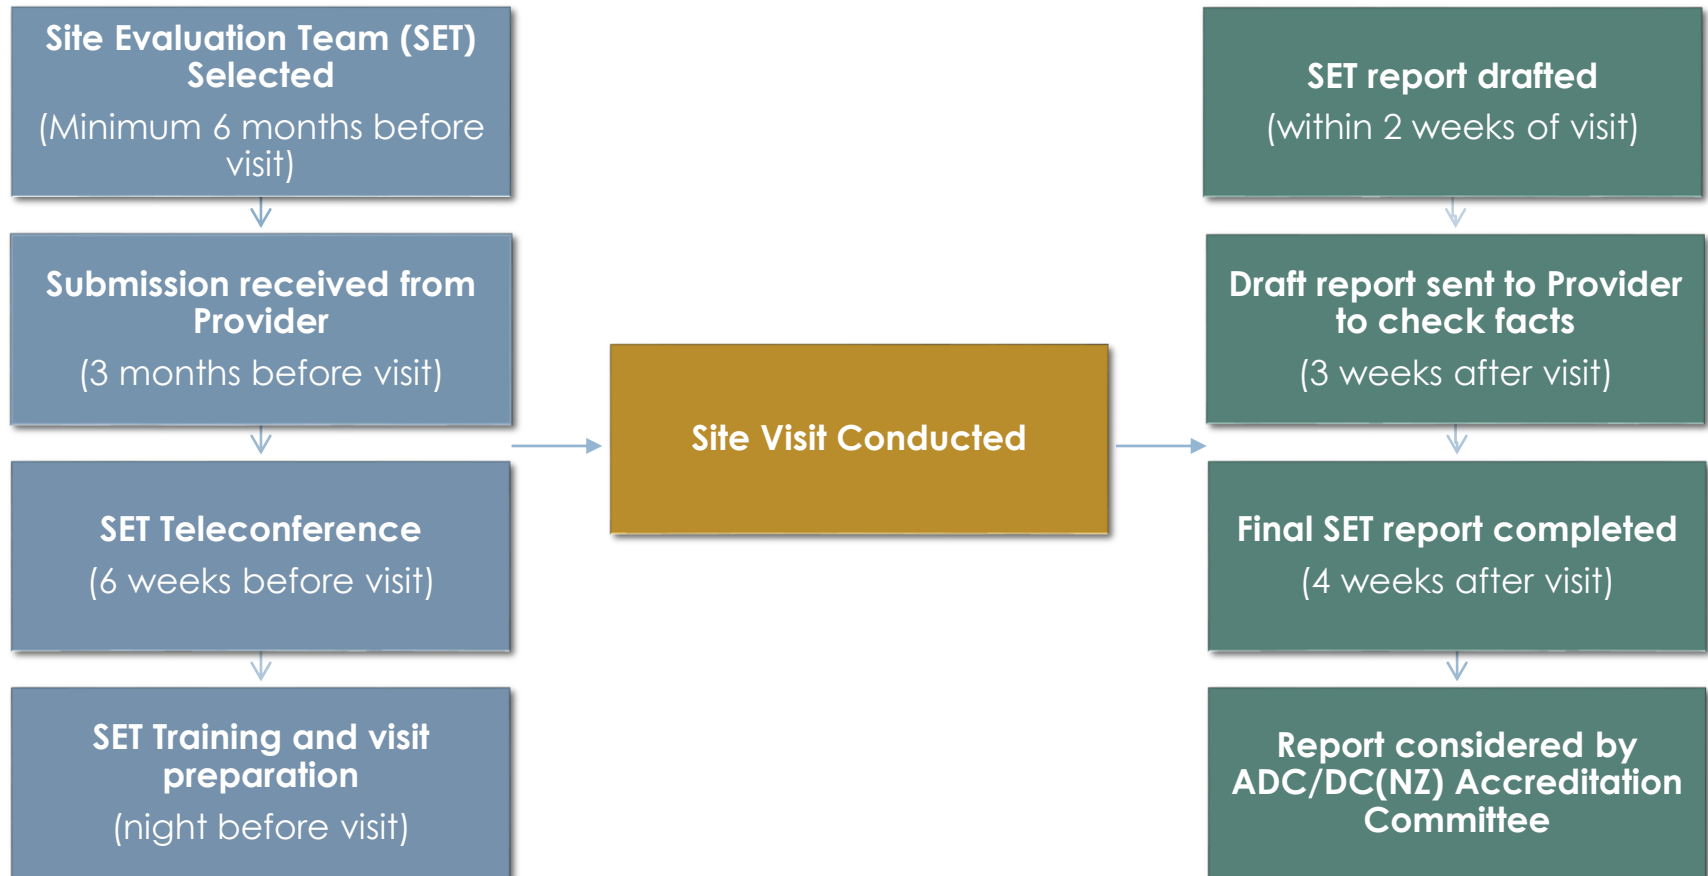 Site Evaluation Team (SET)
Selected
(Minimum 6 months before
visit)
Submission received from
Provider
(3 months before visit)
SET Teleconference
(6 weeks before visit)
SET Training and visit
preparation
(night before visit)
Site Visit Conducted
SET report drafted
(within 2 weeks of visit)
Draft report sent to Provider
to check facts
(3 weeks after visit)
Final SET report completed
(4 weeks after visit)
Report considered by
ADC/DC(NZ) Accreditation
Committee